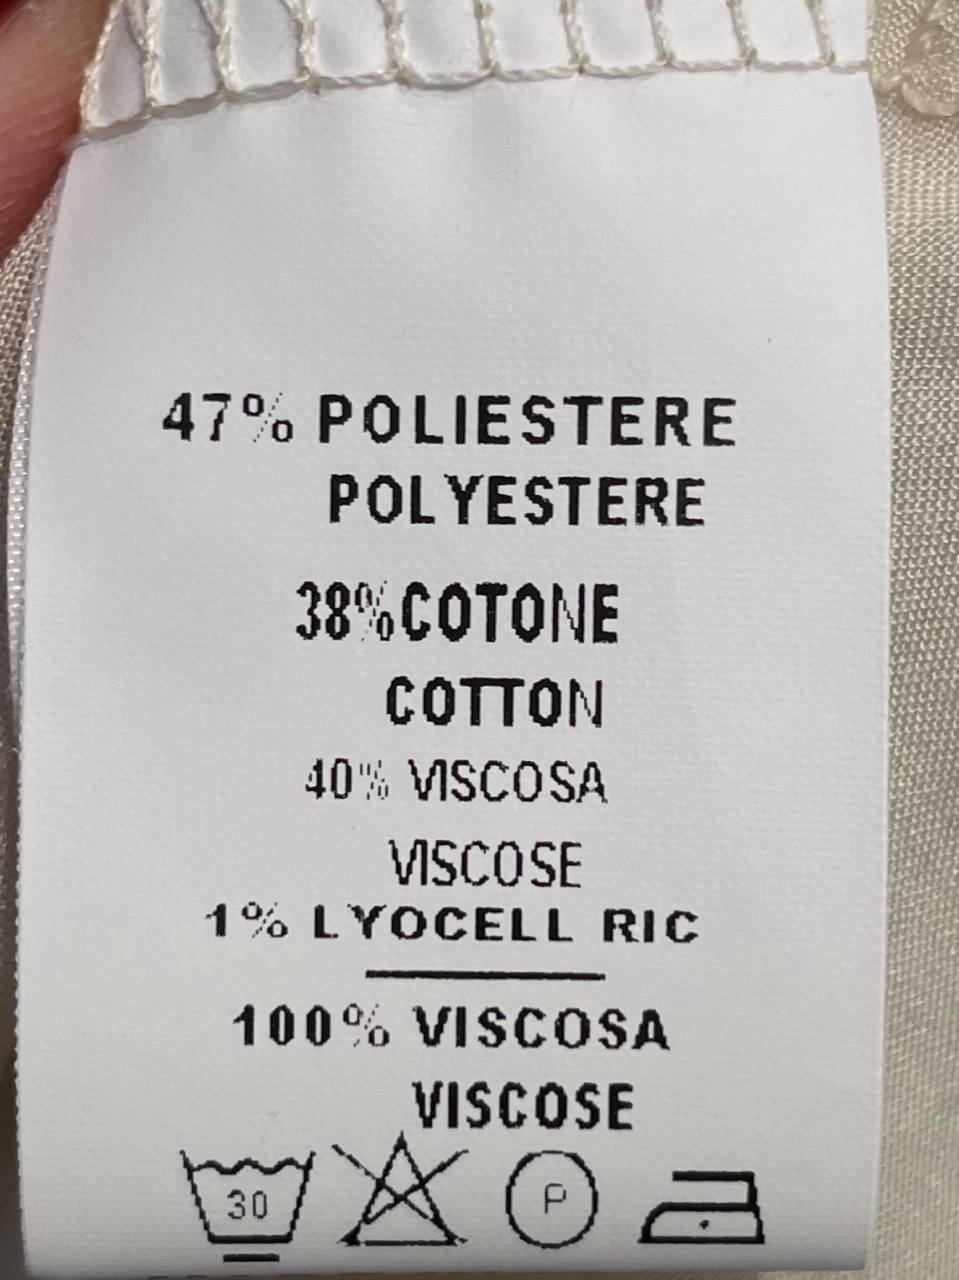 47% POLIESTERE
POLYESTERE
38% COTONE
COTTON
40% VISCOSA
VISCOSE
1% LYOCELL RIC
100% VISCOSA
VISCOSE
30
P